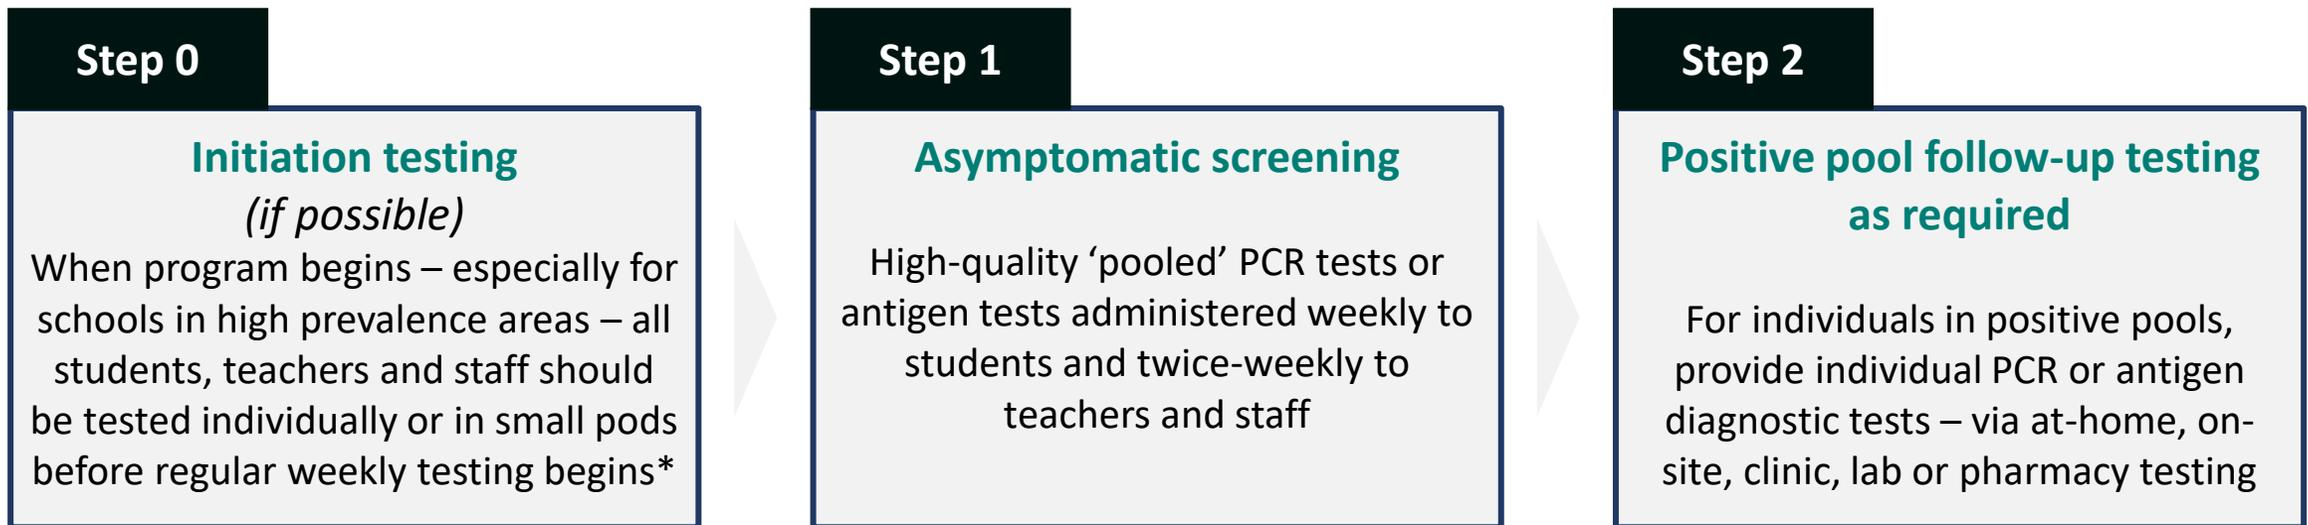 Step 0
Initiation testing
(if possible)
When program begins – especially for
schools in high prevalence areas – all
students, teachers and staff should
be tested individually or in small pods
before regular weekly testing begins*
Step 1
Asymptomatic screening
High-quality ‘pooled’ PCR tests or
antigen tests administered weekly to
students and twice-weekly to
teachers and staff
Step 2
Positive pool follow-up testing
as required
For individuals in positive pools,
provide individual PCR or antigen
diagnostic tests – via at-home, on-
site, clinic, lab or pharmacy testing